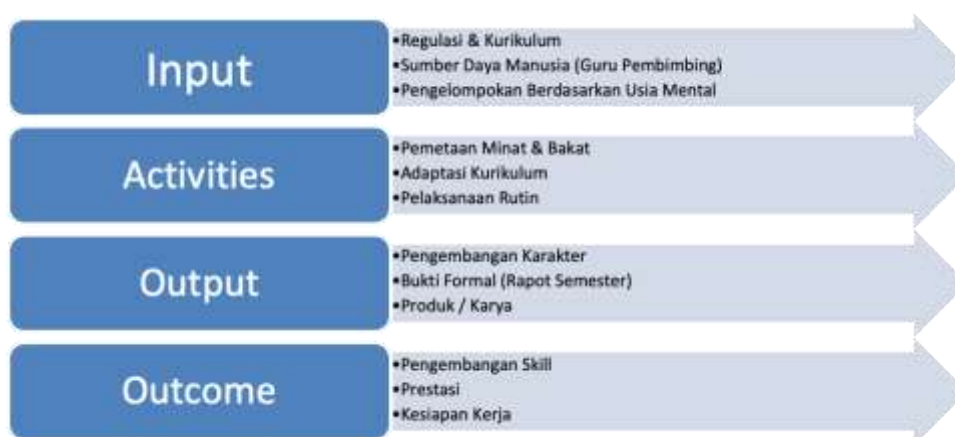 Input
•Regulasi & Kurikulum
•Sumber Daya Manusia (Guru Pembimbing)
•Pengelompokan Berdasarkan Usia Mental
Activities
•Pemetaan Minat & Bakat
•Adaptasi Kurikulum
•Pelaksanaan Rutin
Output
•Pengembangan Karakter
•Bukti Formal (Rapot Semester)
•Produk / Karya
Outcome
•Pengembangan Skill
•Prestasi
•Kesiapan Kerja